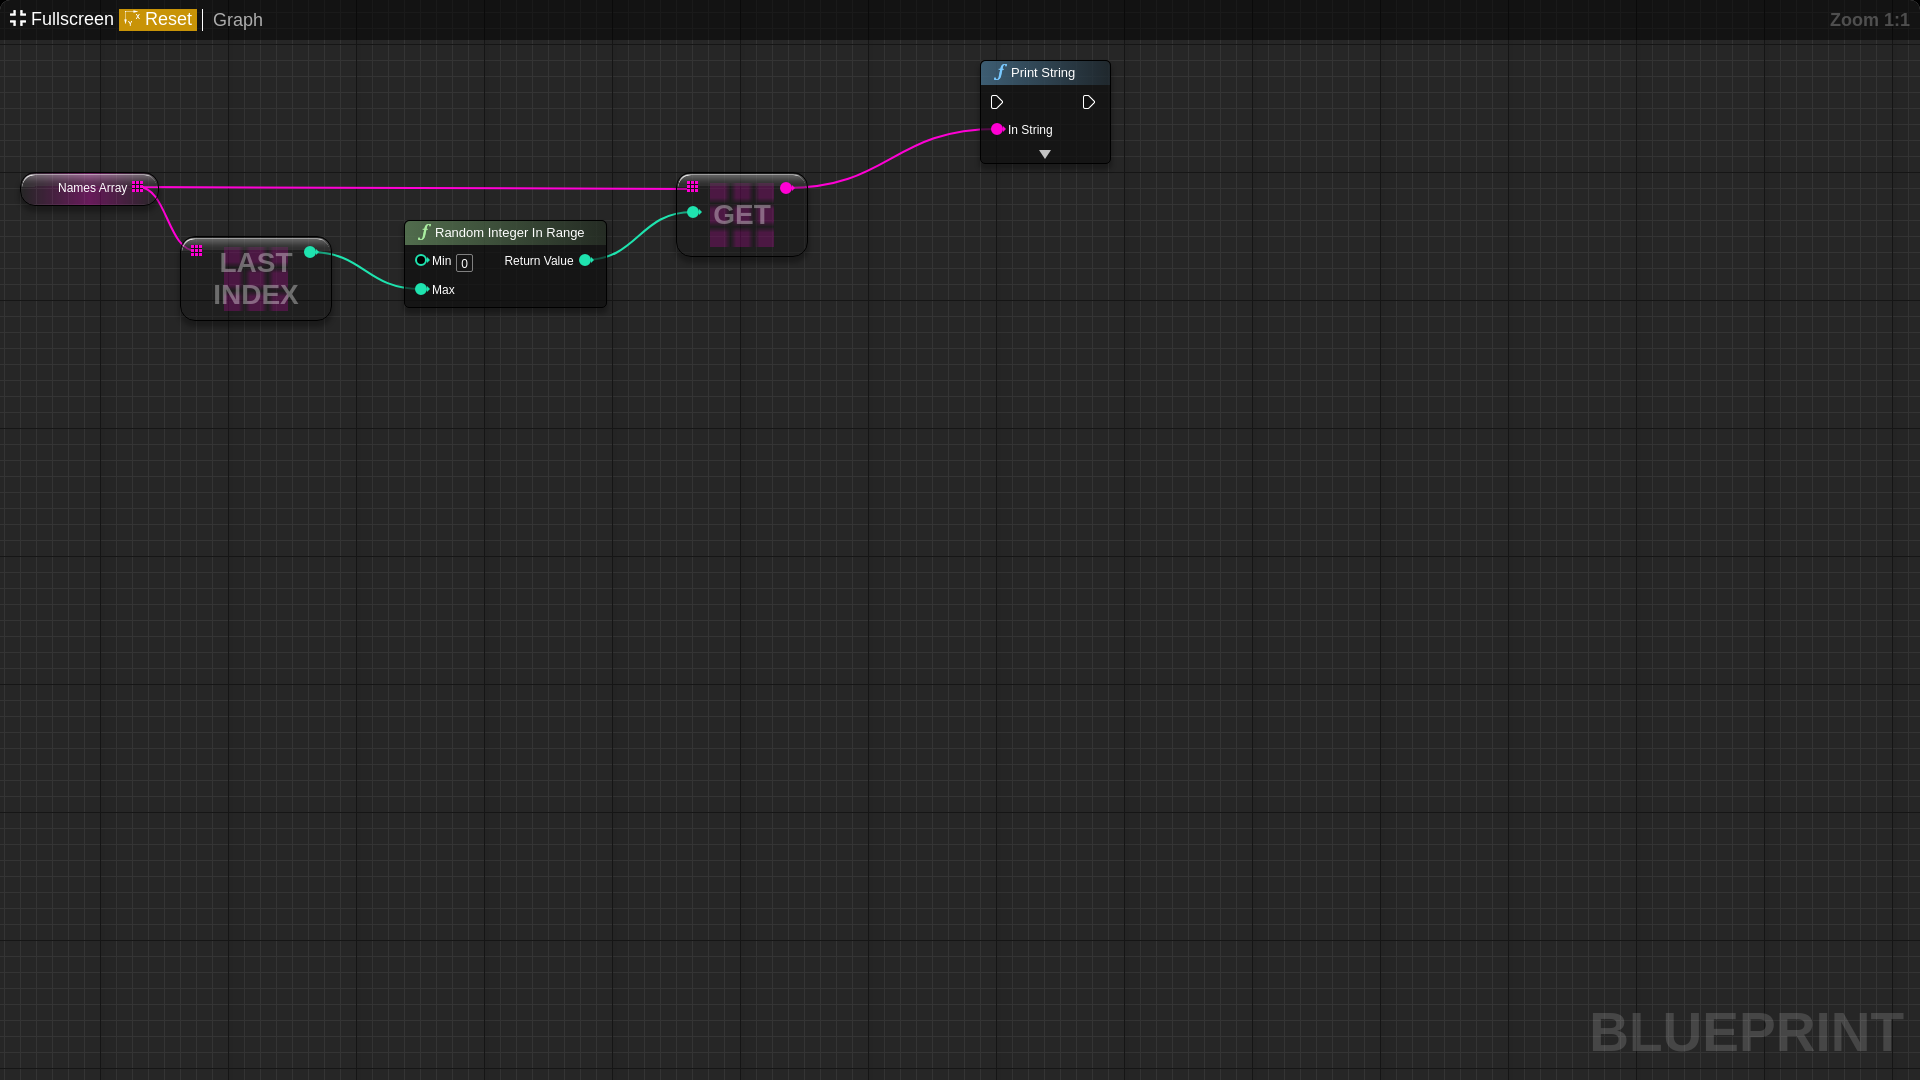 Fullscreen Reset Graph Zoom 1:1
Print String
In String
Names Array
GET
LAST
INDEX
Random Integer In Range
Min 0 Return Value
Max
BLUEPRINT